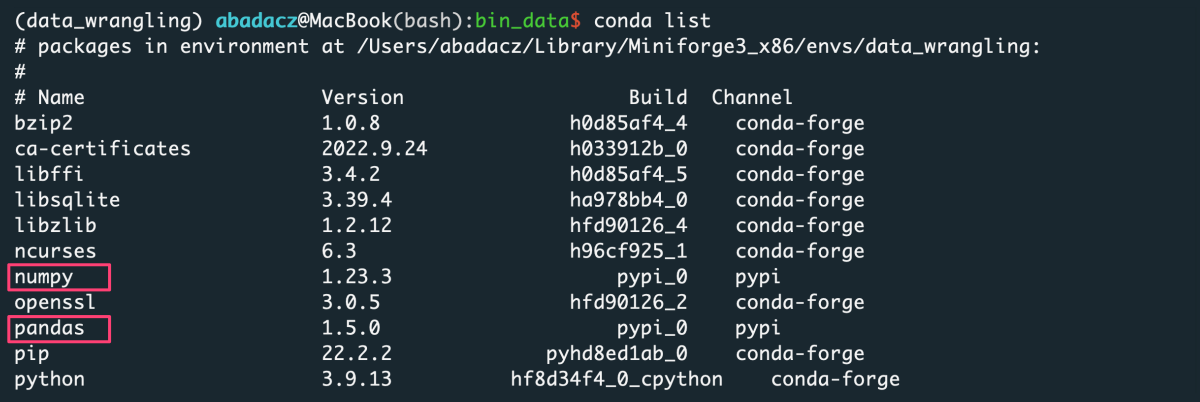 (data_wrangling) abadacz@MacBook(bash):bin_data$ conda list
# packages in environment at /Users/abadacz/Library/Miniforge3_x86/envs/data_wrangling:
#
# Name                    Version                   Build  Channel
bzip2                     1.0.8                h0d85af4_4    conda-forge
ca-certificates           2022.9.24            h033912b_0    conda-forge
libffi                    3.4.2                h0d85af4_5    conda-forge
libsqlite                 3.39.4               ha978bb4_0    conda-forge
libzlib                   1.2.12               hfd90126_4    conda-forge
ncurses                   6.3                  h96cf925_1    conda-forge
numpy                     1.23.3                   pypi_0    pypi
openssl                   3.0.5                hfd90126_2    conda-forge
pandas                    1.5.0                    pypi_0    pypi
pip                       22.2.2             pyhd8ed1ab_0    conda-forge
python                    3.9.13          hf8d34f4_0_cpython    conda-forge